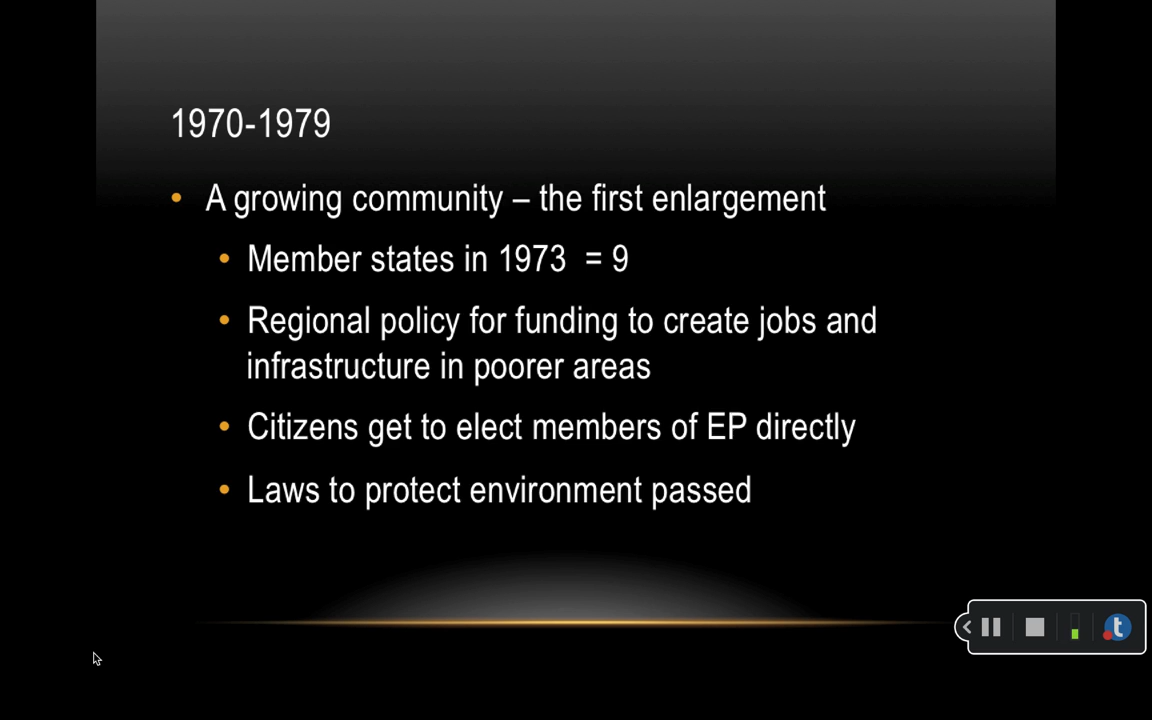 1970-1979
• A growing community – the first enlargement
• Member states in 1973 = 9
• Regional policy for funding to create jobs and
infrastructure in poorer areas
• Citizens get to elect members of EP directly
• Laws to protect environment passed
t